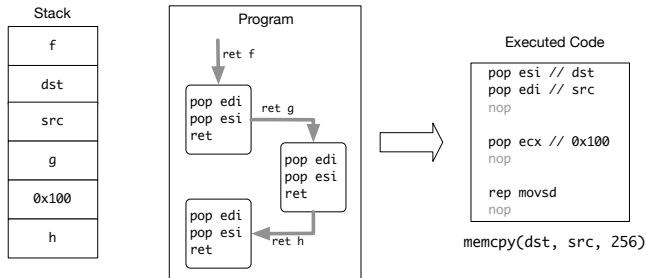 Stack
f
dst
src
g
0x100
h
Program
ret f
pop edi
pop esi
ret
ret g
pop edi
pop esi
ret
pop edi
pop esi
ret
ret h
Executed Code
pop esi // dst
pop edi // src
nop
pop ecx // 0x100
nop
rep movsd
nop
memcpy(dst, src, 256)